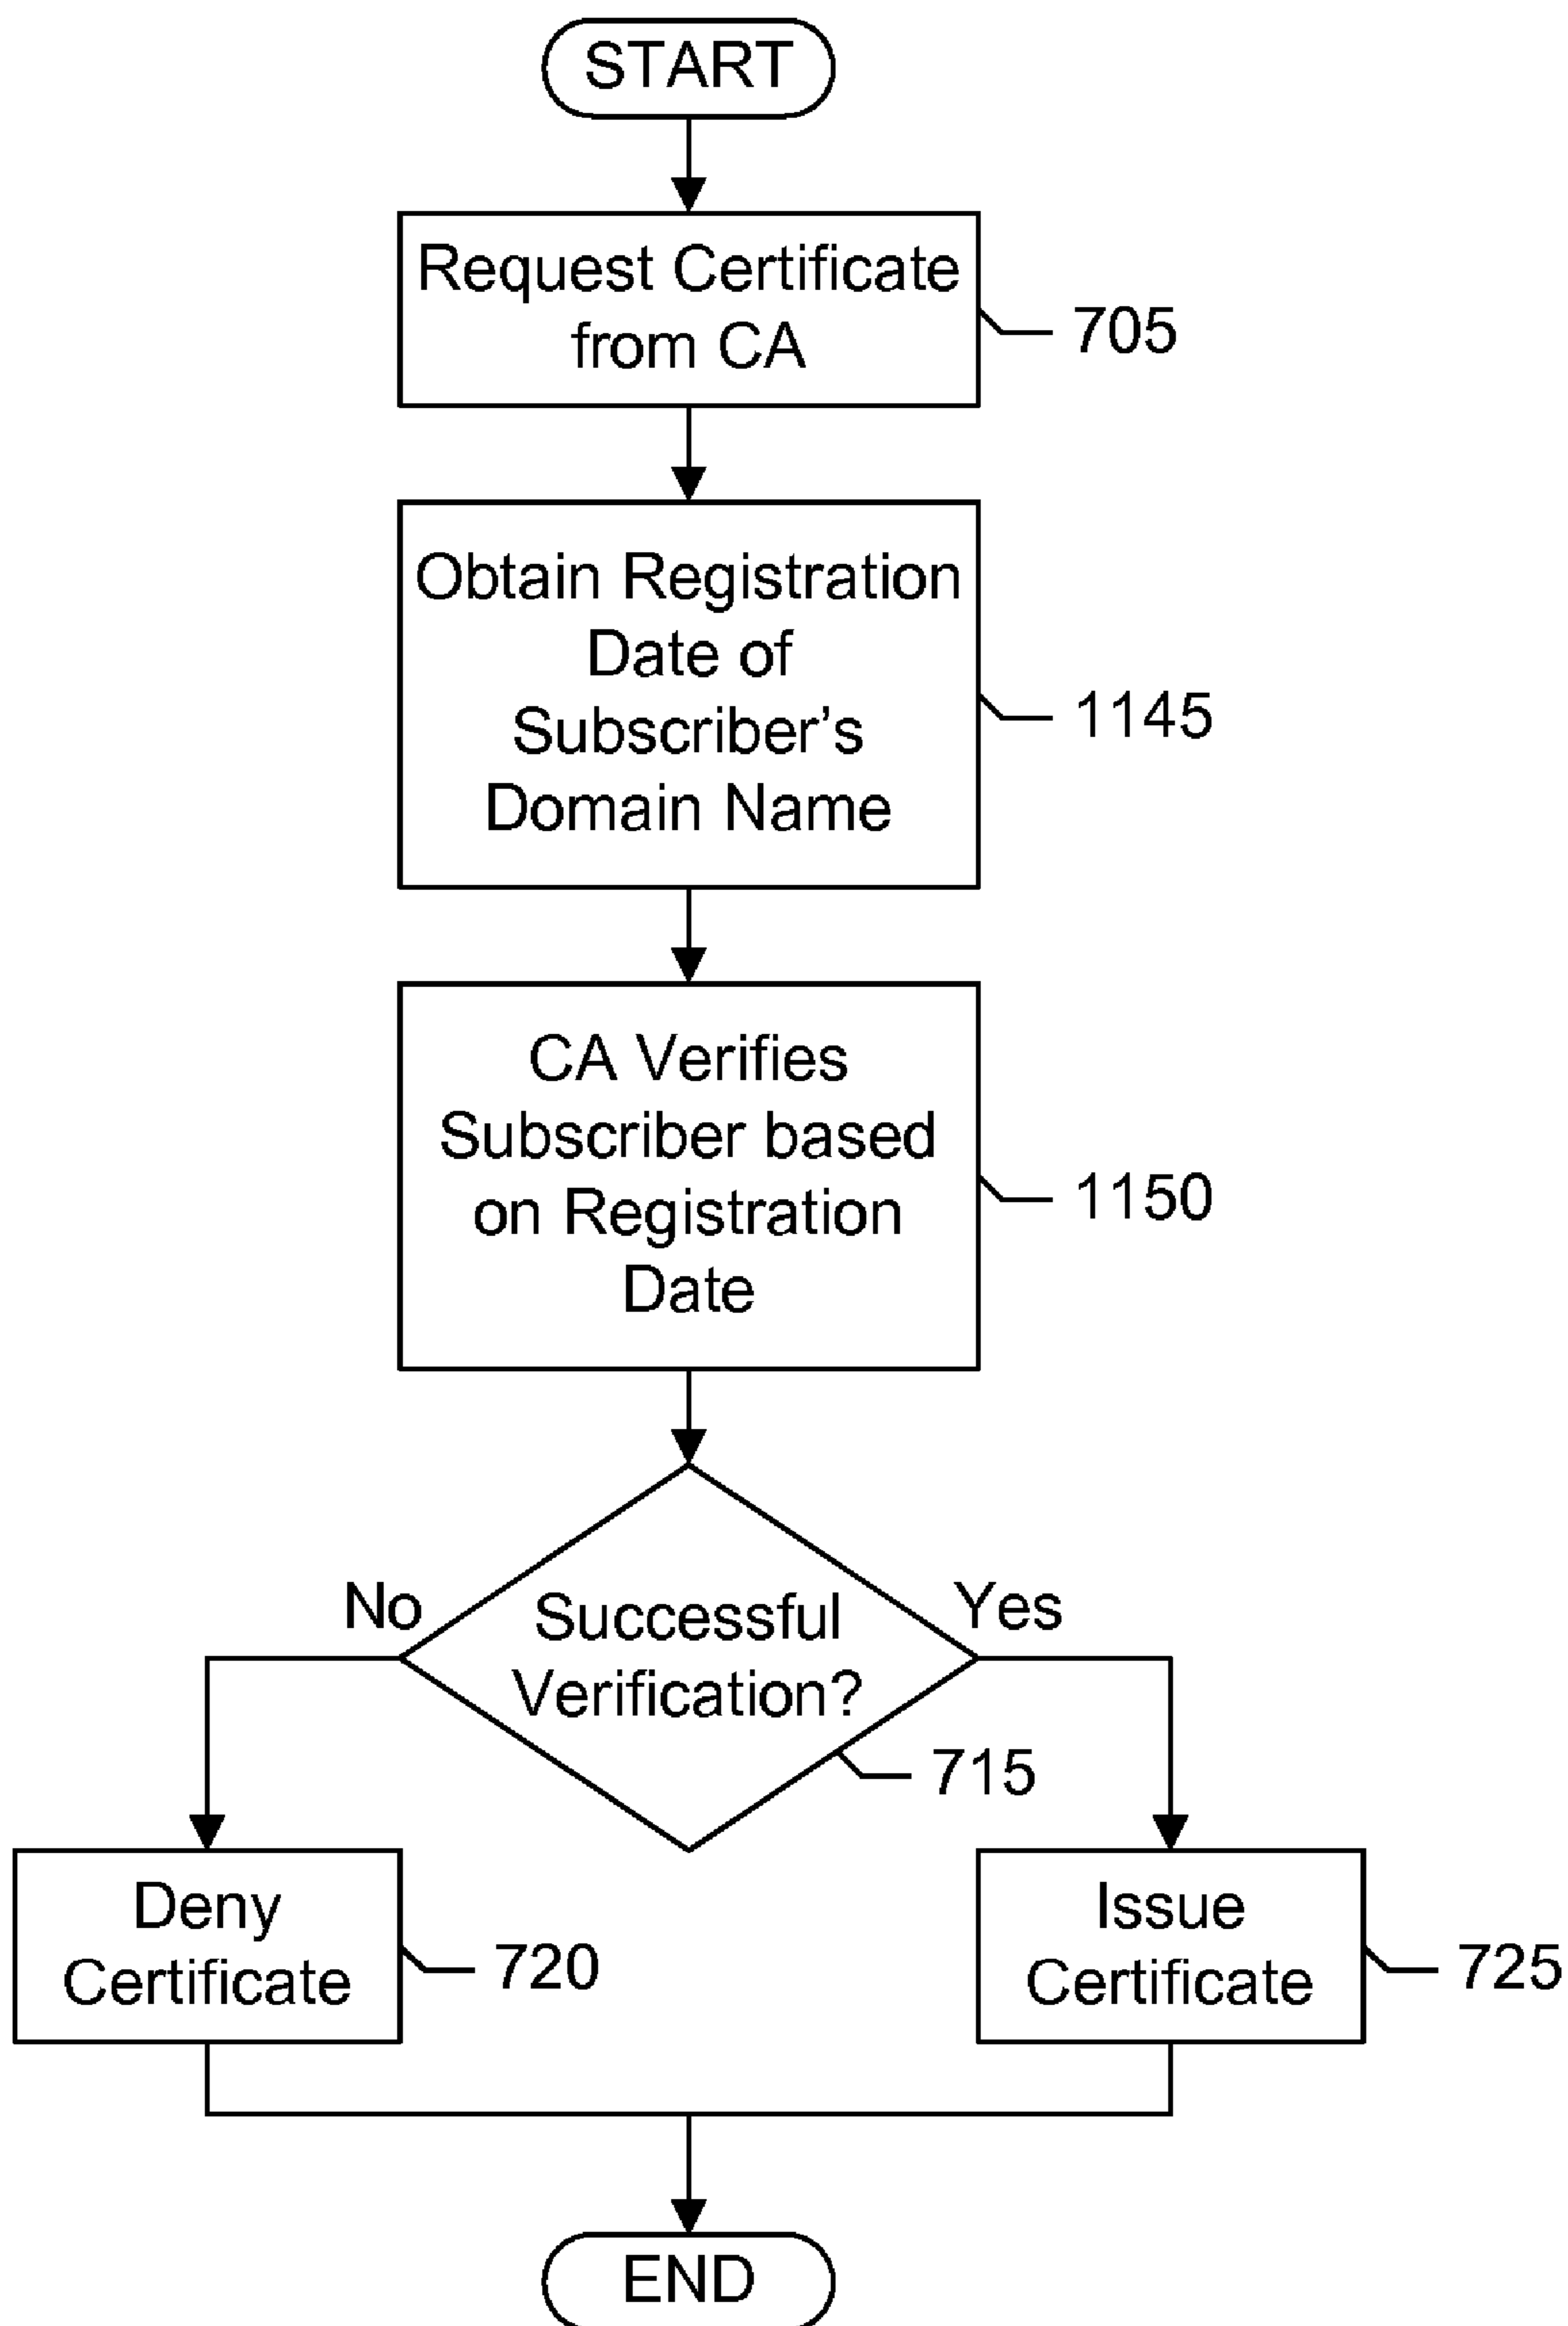 START
Request Certificate
from CA
705
Obtain Registration
Date of
Subscriber’s
Domain Name
1145
CA Verifies
Subscriber based
on Registration
Date
1150
No
Successful
Verification?
Yes
715
Deny
Certificate
720
Issue
Certificate
725
END